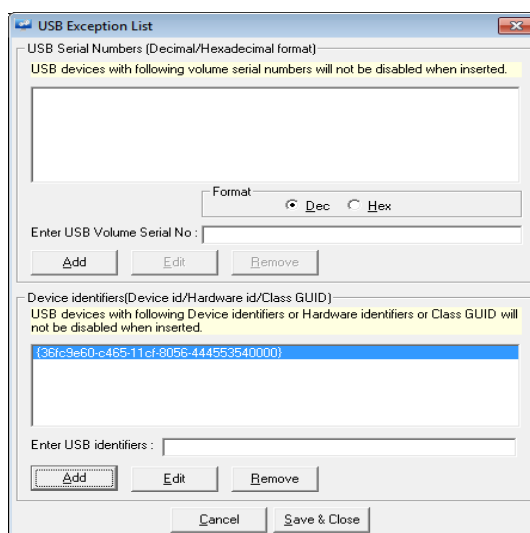 USB Exception List
USB Serial Numbers (Decimal/Hexadecimal format)
USB devices with following volume serial numbers will not be disabled when inserted.
Format
Dec Hex
Enter USB Volume Serial No :
Add Edit Remove
Device identifiers(Device id/Hardware id/Class GUID)
USB devices with following Device identifiers or Hardware identifiers or Class GUID will
not be disabled when inserted.
{36fc9e60-c465-11cf-8056-444553540000}
Enter USB identifiers :
Add Edit Remove
Cancel Save & Close